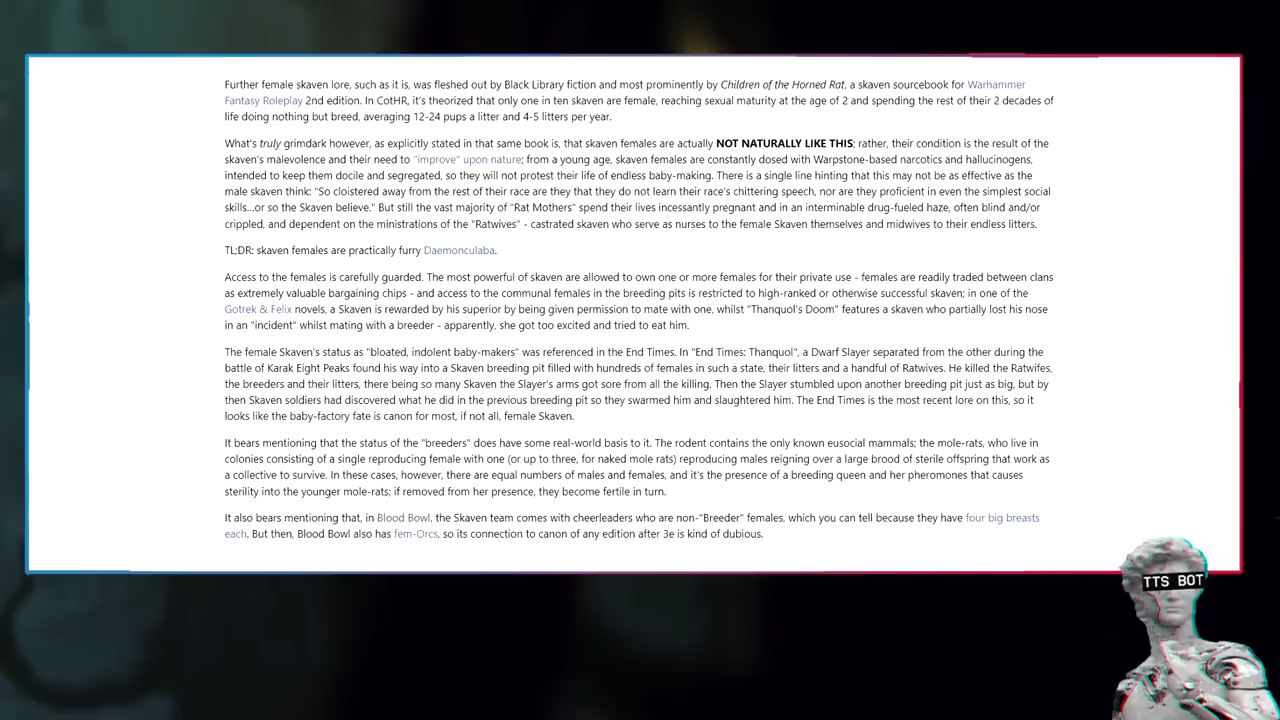 Further female skaven lore, such as it is, was fleshed out by Black Library fiction and most prominently by Children of the Horned Rat, a skaven sourcebook for Warhammer
Fantasy Roleplay 2nd edition. In CotHR, it's theorized that only one in ten skaven are female, reaching sexual maturity at the age of 2 and spending the rest of their 2 decades of
life doing nothing but breed, averaging 12-24 pups a litter and 4-5 litters per year.
What's truly grimdark however, as explicitly stated in that same book is, that skaven females are actually NOT NATURALLY LIKE THIS; rather, their condition is the result of the
skaven's malevolence and their need to "improve" upon nature; from a young age, skaven females are constantly dosed with Warpstone-based narcotics and hallucinogens,
intended to keep them docile and segregated, so they will not protest their life of endless baby-making. There is a single line hinting that this may not be as effective as the
male skaven think: "So cloistered away from the rest of their race are they that they do not learn their race's chittering speech, nor are they proficient in even the simplest social
skills...or so the Skaven believe." But still the vast majority of "Rat Mothers" spend their lives incessantly pregnant and in an interminable drug-fueled haze, often blind and/or
crippled, and dependent on the ministrations of the "Ratwives" - castrated skaven who serve as nurses to the female Skaven themselves and midwives to their endless litters.
TL;DR: skaven females are practically furry Daemonculaba.
Access to the females is carefully guarded. The most powerful of skaven are allowed to own one or more females for their private use - females are readily traded between clans
as extremely valuable bargaining chips - and access to the communal females in the breeding pits is restricted to high-ranked or otherwise successful skaven; in one of the
Gotrek & Felix novels, a Skaven is rewarded by his superior by being given permission to mate with one, whilst "Thanquol's Doom" features a skaven who partially lost his nose
in an "incident" whilst mating with a breeder - apparently, she got too excited and tried to eat him.
The female Skaven's status as "bloated, indolent baby-makers" was referenced in the End Times. In "End Times: Thanquol", a Dwarf Slayer separated from the other during the
battle of Karak Eight Peaks found his way into a Skaven breeding pit filled with hundreds of females in such a state, their litters and a handful of Ratwives. He killed the Ratwifes,
the breeders and their litters, there being so many Skaven the Slayer's arms got sore from all the killing. Then the Slayer stumbled upon another breeding pit just as big, but by
then Skaven soldiers had discovered what he did in the previous breeding pit so they swarmed him and slaughtered him. The End Times is the most recent lore on this, so it
looks like the baby-factory fate is canon for most, if not all, female Skaven.
It bears mentioning that the status of the "breeders" does have some real-world basis to it. The rodent contains the only known eusocial mammals; the mole-rats, who live in
colonies consisting of a single reproducing female with one (or up to three, for naked mole rats) reproducing males reigning over a large brood of sterile offspring that work as
a collective to survive. In these cases, however, there are equal numbers of males and females, and it's the presence of a breeding queen and her pheromones that causes
sterility into the younger mole-rats; if removed from her presence, they become fertile in turn.
It also bears mentioning that, in Blood Bowl, the Skaven team comes with cheerleaders who are non-"Breeder" females, which you can tell because they have four big breasts
each. But then, Blood Bowl also has fem-Orcs, so its connection to canon of any edition after 3e is kind of dubious.
TTS BOT